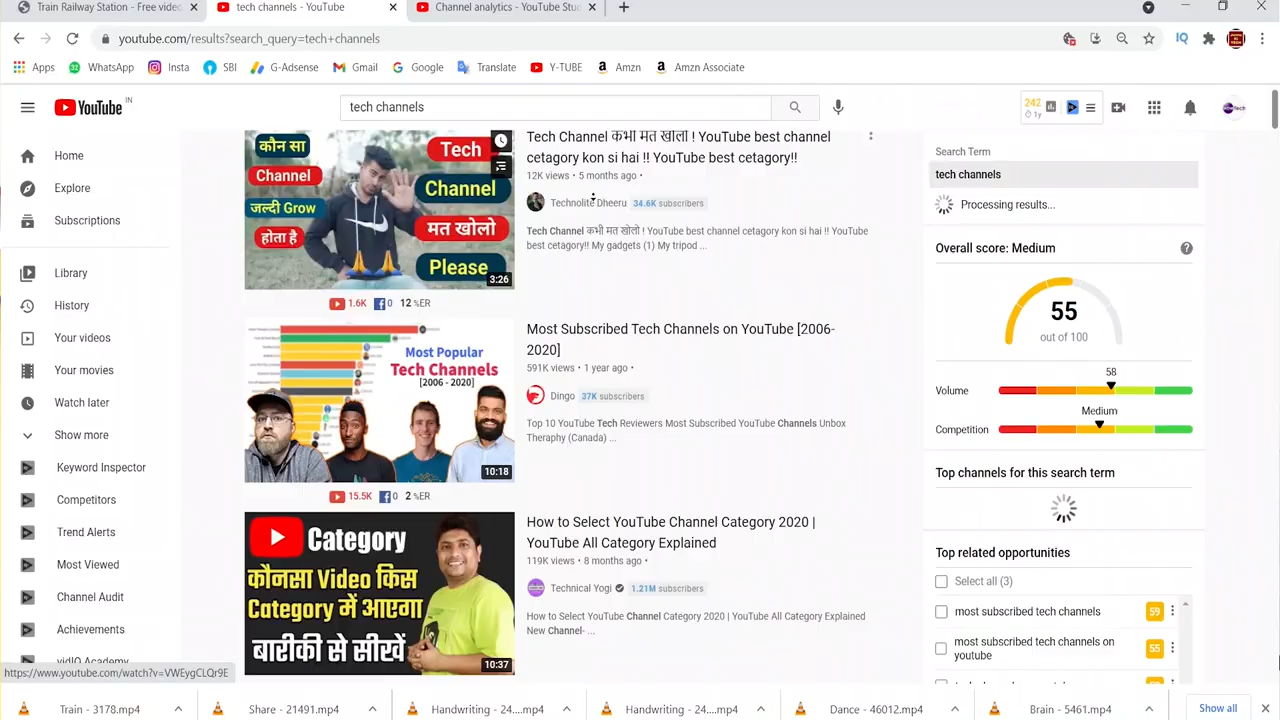 Train Railway Station - Free video
tech channels - YouTube
Channel analytics - YouTube Stud
youtube.com/results?search_query=tech+channels
IQ
Apps
WhatsApp
Insta
SBI
G-Adsense
Gmail
Google
Translate
Y-TUBE
Amzn
Amzn Associate
YouTube IN
tech channels
242
1y
Home
Explore
Subscriptions
Library
History
Your videos
Your movies
Watch later
Show more
Keyword Inspector
Competitors
Trend Alerts
Most Viewed
Channel Audit
Achievements
vidIQ Academy
https://www.youtube.com/watch?v=VWEygCLQr9E
कौन सा
Channel
जल्दी Grow
होता है
Tech
Channel
मत खोलो
Please
3:26
1.6K 0 12 %ER
Tech Channel कभी मत खोलो ! YouTube best channel
cetagory kon si hai !! YouTube best cetagory!!
12K views • 5 months ago •
Technolite Dheeru 34.6K subscribers
Tech Channel कभी मत खोलो ! YouTube best channel kon si hai !! YouTube
best cetagory!! My gadgets (1) My tripod ...
Most Popular
Tech Channels
[2006 - 2020]
10:18
15.5K 0 2 %ER
Most Subscribed Tech Channels on YouTube [2006-
2020]
591K views • 1 year ago •
Dingo 37K subscribers
Top 10 YouTube Tech Reviewers Most Subscribed YouTube Channels Unbox
Theraphy (Canada) ...
Category
कौनसा Video किस
Category में आएगा
बारीकी से सीखें
10:37
How to Select YouTube Channel Category 2020 |
YouTube All Category Explained
119K views • 8 months ago •
Technical Yogi 1.21M subscribers
How to Select YouTube Channel Category 2020 | YouTube All Category Explained
New Channel- ...
Search Term
tech channels
Processing results...
Overall score: Medium
55
out of 100
58
Volume
Medium
Competition
Top channels for this search term
Top related opportunities
Select all (3)
most subscribed tech channels 59
most subscribed tech channels on
youtube 55
Train - 3178.mp4
Share - 21491.mp4
Handwriting - 24....mp4
Handwriting - 24....mp4
Dance - 46012.mp4
Brain - 5461.mp4
Show all